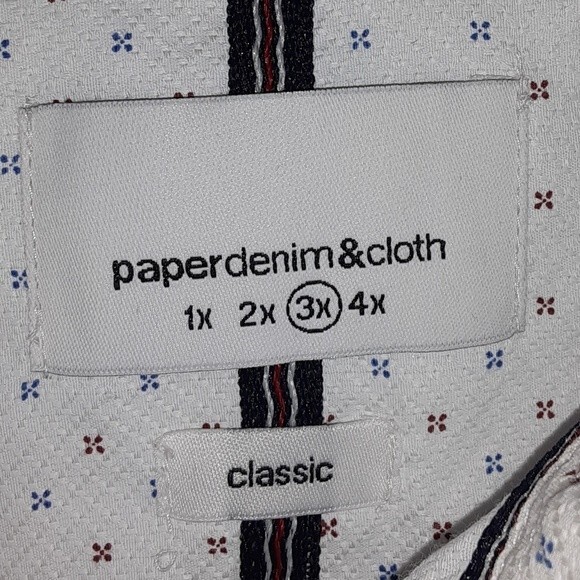 paperdenim&cloth
1x 2x 3x 4x
classic